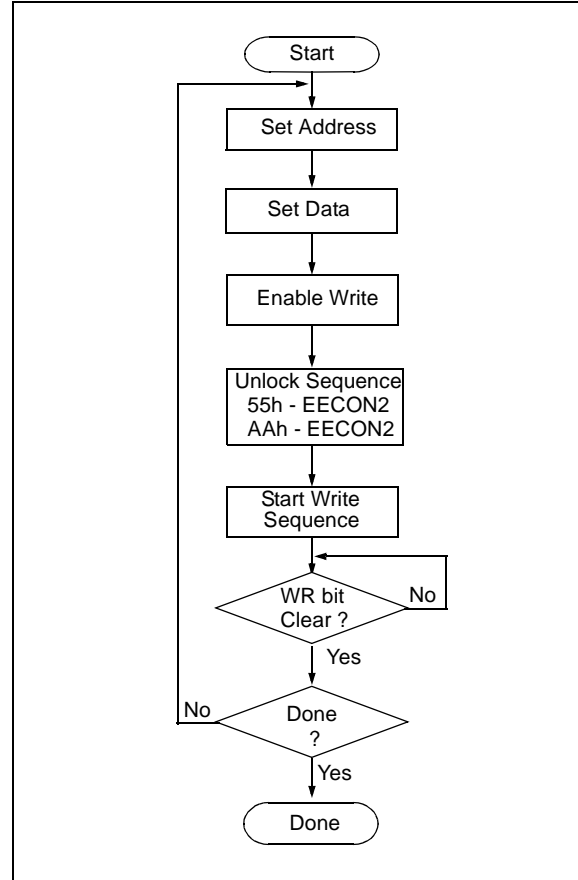 Start
Set Address
Set Data
Enable Write
Unlock Sequence
55h - EECON2
AAh - EECON2
Start Write
Sequence
WR bit
Clear ?
No
Yes
No
Done
?
Yes
Done